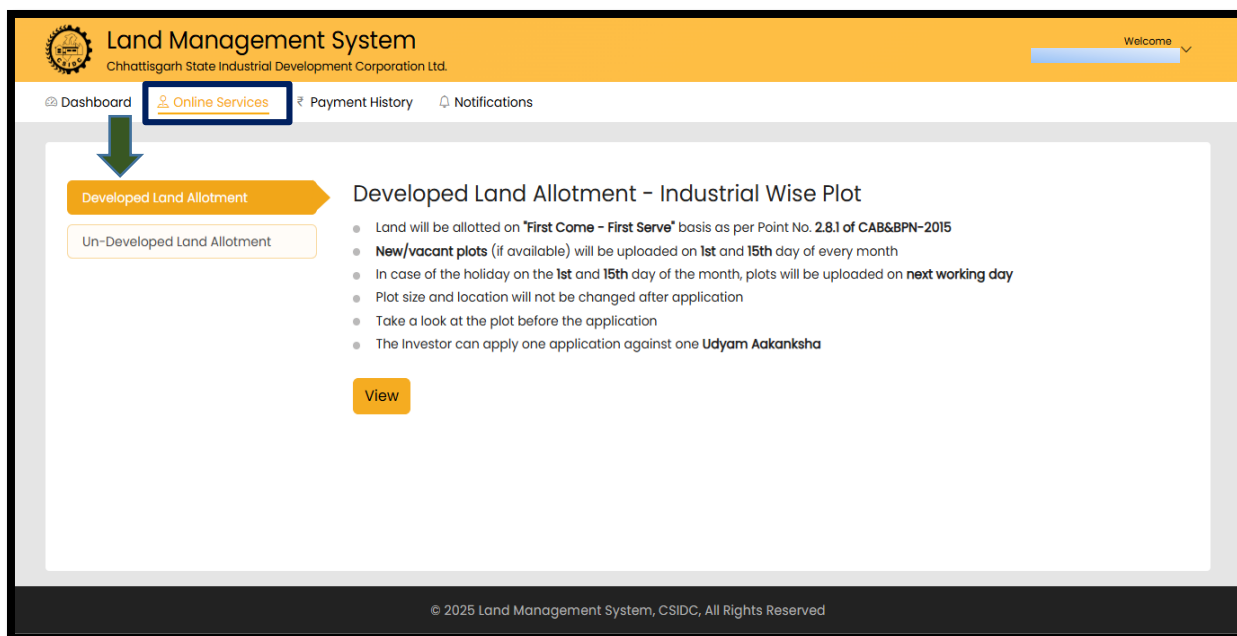 Land Management System
Chhattisgarh State Industrial Development Corporation Ltd.
Welcome
Dashboard
Online Services
₹ Payment History
Notifications
Developed Land Allotment
Un-Developed Land Allotment
Developed Land Allotment - Industrial Wise Plot
Land will be allotted on "First Come - First Serve" basis as per Point No. 2.8.1 of CAB&BPN-2015
New/vacant plots (if available) will be uploaded on 1st and 15th day of every month
In case of the holiday on the 1st and 15th day of the month, plots will be uploaded on next working day
Plot size and location will not be changed after application
Take a look at the plot before the application
The Investor can apply one application against one Udyam Aakanksha
View
© 2025 Land Management System, CSIDC, All Rights Reserved